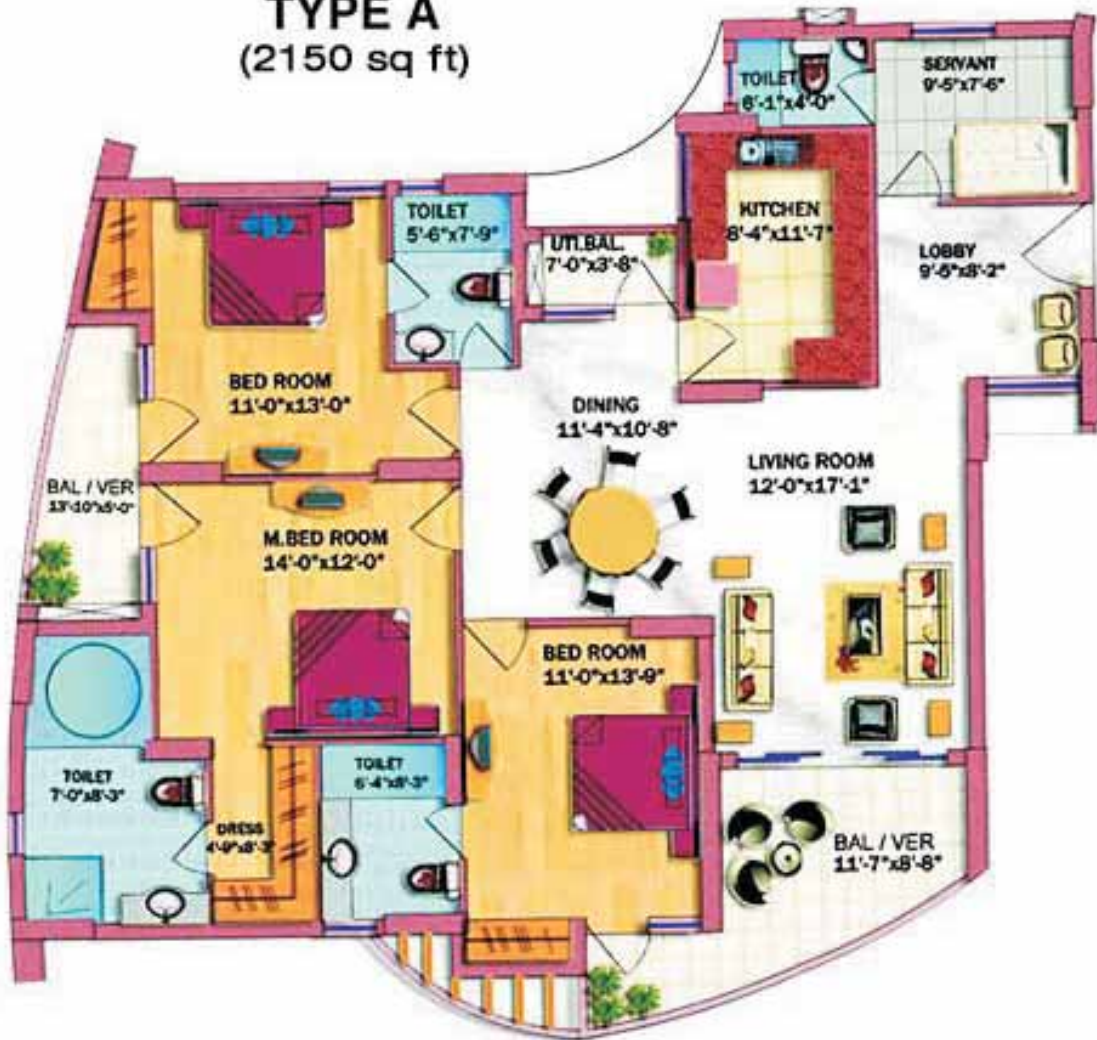 TYPE A
(2150 sq ft)
TOILET
6'-1"x4'-0"
SERVANT
9'-5"x7'-6"
TOILET
5'-6"x7'-9"
UTI.BAL.
7'-0"x3'-8"
KITCHEN
8'-4"x11'-7"
LOBBY
9'-5"x8'-2"
BED ROOM
11'-0"x13'-0"
DINING
11'-4"x10'-8"
LIVING ROOM
12'-0"x17'-1"
BAL / VER
13'-10"x5'-0"
M.BED ROOM
14'-0"x12'-0"
BED ROOM
11'-0"x13'-9"
TOILET
7'-0"x8'-3"
TOILET
6'-4"x8'-3"
DRESS
4'-9"x8'-3"
BAL / VER
11'-7"x8'-8"